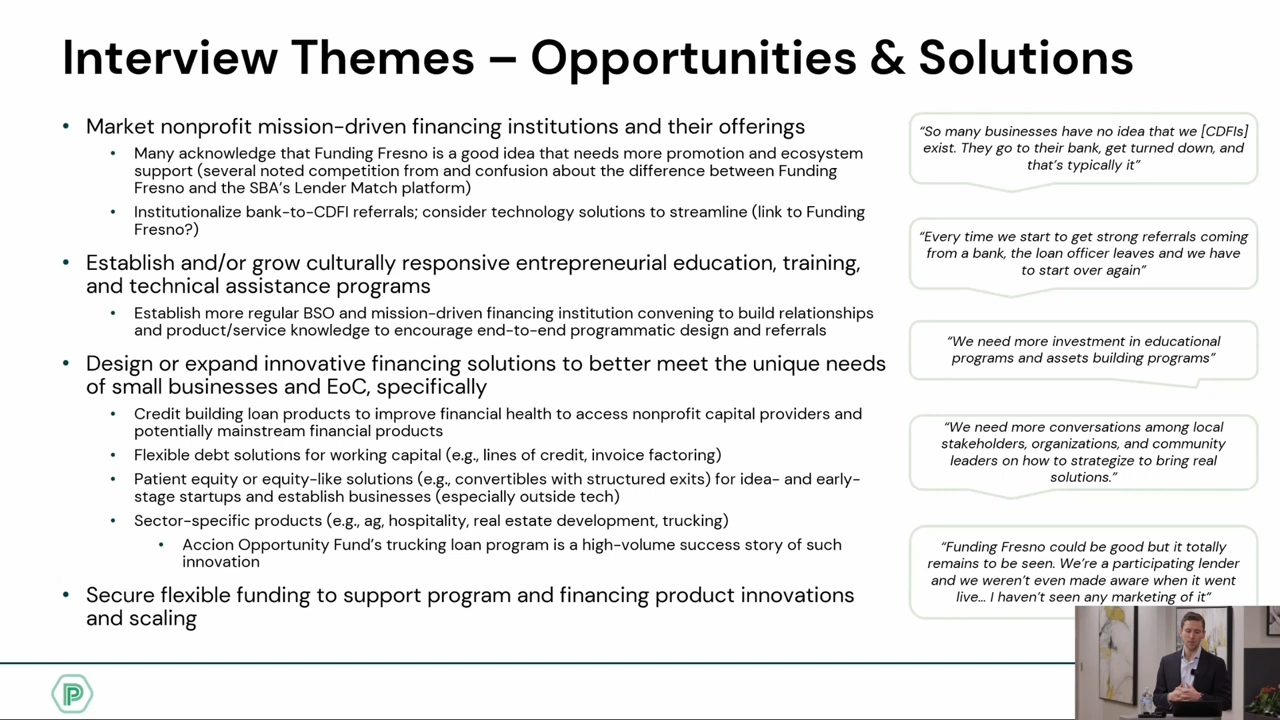 Interview Themes – Opportunities & Solutions
• Market nonprofit mission-driven financing institutions and their offerings
• Many acknowledge that Funding Fresno is a good idea that needs more promotion and ecosystem
support (several noted competition from and confusion about the difference between Funding
Fresno and the SBA's Lender Match platform)
• Institutionalize bank-to-CDFI referrals; consider technology solutions to streamline (link to Funding
Fresno?)
• Establish and/or grow culturally responsive entrepreneurial education, training,
and technical assistance programs
• Establish more regular BSO and mission-driven financing institution convening to build relationships
and product/service knowledge to encourage end-to-end programmatic design and referrals
• Design or expand innovative financing solutions to better meet the unique needs
of small businesses and EoC, specifically
• Credit building loan products to improve financial health to access nonprofit capital providers and
potentially mainstream financial products
• Flexible debt solutions for working capital (e.g., lines of credit, invoice factoring)
• Patient equity or equity-like solutions (e.g., convertibles with structured exits) for idea- and early-
stage startups and establish businesses (especially outside tech)
• Sector-specific products (e.g., ag, hospitality, real estate development, trucking)
• Accion Opportunity Fund's trucking loan program is a high-volume success story of such
innovation
• Secure flexible funding to support program and financing product innovations
and scaling
"So many businesses have no idea that we [CDFIs]
exist. They go to their bank, get turned down, and
that's typically it"
"Every time we start to get strong referrals coming
from a bank, the loan officer leaves and we have
to start over again"
"We need more investment in educational
programs and assets building programs"
"We need more conversations among local
stakeholders, organizations, and community
leaders on how to strategize to bring real
solutions."
"Funding Fresno could be good but it totally
remains to be seen. We're a participating lender
and we weren't even made aware when it went
live… I haven't seen any marketing of it"
P